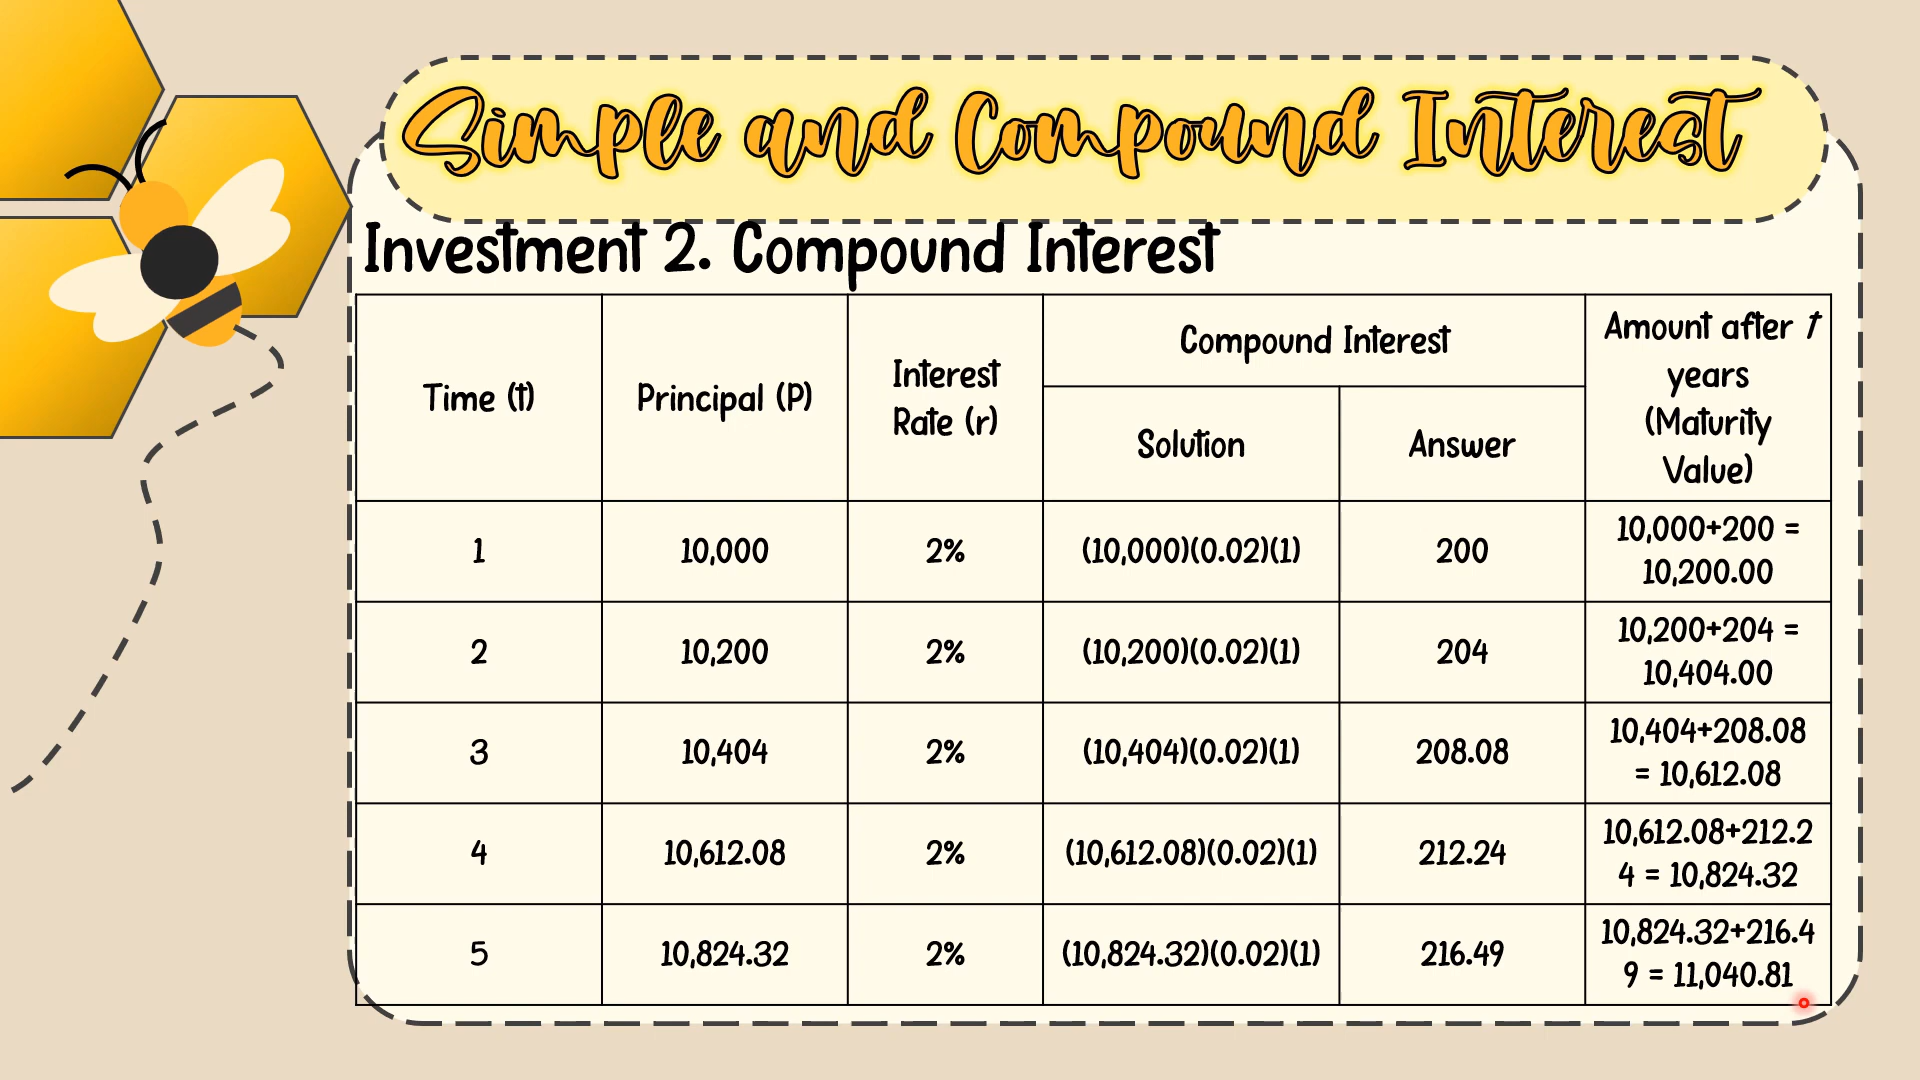 Simple and Compound Interest
Investment 2. Compound Interest
Time (t)
Principal (P)
Interest
Rate (r)
Compound Interest
Solution
Answer
Amount after t
years
(Maturity
Value)
1
10,000
2%
(10,000)(0.02)(1)
200
10,000+200 =
10,200.00
2
10,200
2%
(10,200)(0.02)(1)
204
10,200+204 =
10,404.00
3
10,404
2%
(10,404)(0.02)(1)
208.08
10,404+208.08
= 10,612.08
4
10,612.08
2%
(10,612.08)(0.02)(1)
212.24
10,612.08+212.2
4 = 10,824.32
5
10,824.32
2%
(10,824.32)(0.02)(1)
216.49
10,824.32+216.4
9 = 11,040.81